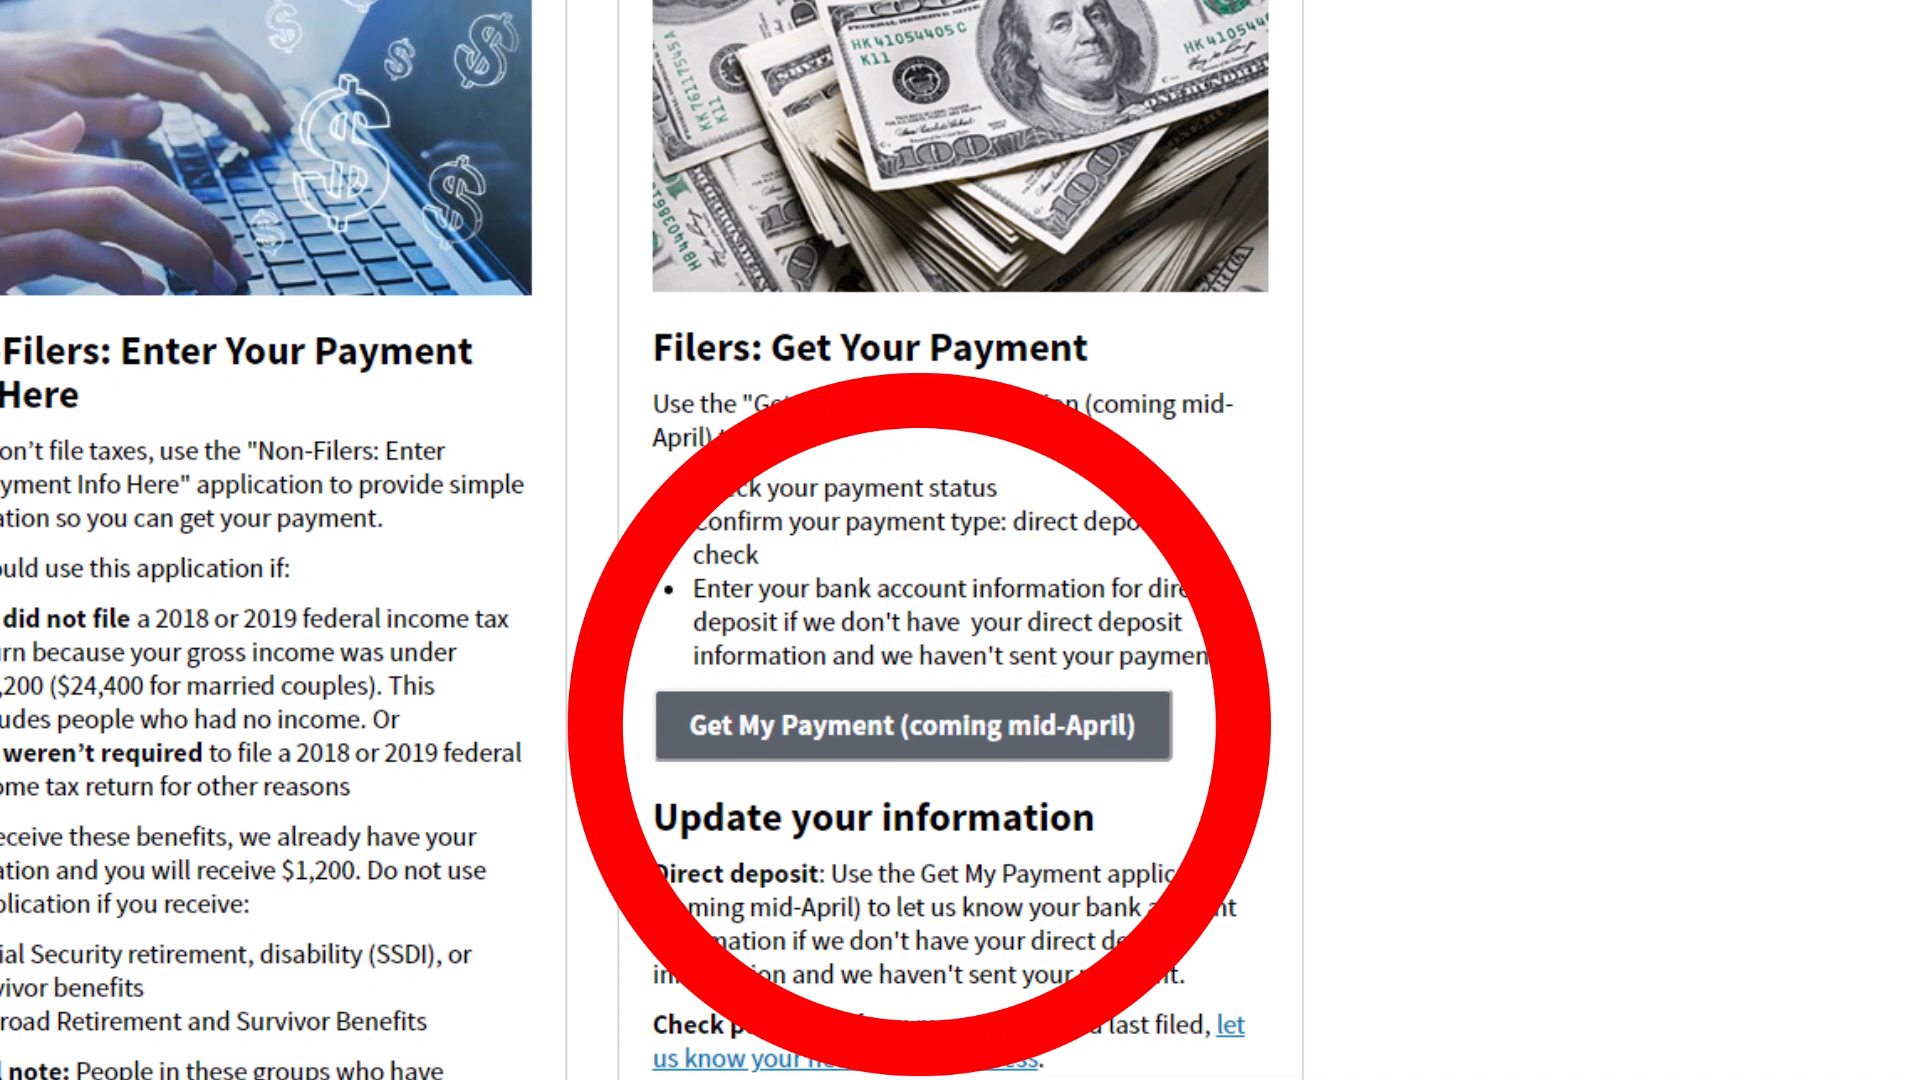 HK 41054405 C
K11
100
Filers: Enter Your Payment
Here
on’t file taxes, use the "Non-Filers: Enter
yment Info Here" application to provide simple
ation so you can get your payment.
ould use this application if:
did not file a 2018 or 2019 federal income tax
rn because your gross income was under
,200 ($24,400 for married couples). This
udes people who had no income. Or
weren’t required to file a 2018 or 2019 federal
ome tax return for other reasons
eceive these benefits, we already have your
ation and you will receive $1,200. Do not use
plication if you receive:
ial Security retirement, disability (SSDI), or
vivor benefits
road Retirement and Survivor Benefits
note: People in these groups who have
Filers: Get Your Payment
Use the "Ge (coming mid-
April)
ck your payment status
Confirm your payment type: direct depo
check
• Enter your bank account information for dire
deposit if we don't have your direct deposit
information and we haven't sent your paymen
Get My Payment (coming mid-April)
Update your information
Direct deposit: Use the Get My Payment applic
ming mid-April) to let us know your bank nt
mation if we don't have your direct de
in on and we haven't sent your t.
Check p last filed, let
us know your ess.